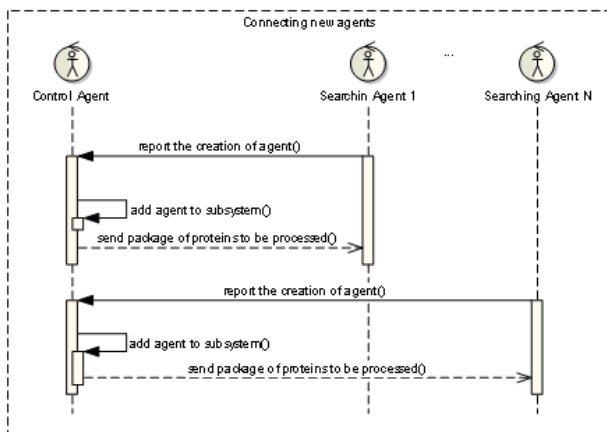 Connecting new agents
...
Control Agent
Searchin Agent 1
Searching Agent N
report the creation of agent()
add agent to subsystem()
send package of proteins to be processed()
report the creation of agent()
add agent to subsystem()
send package of proteins to be processed()